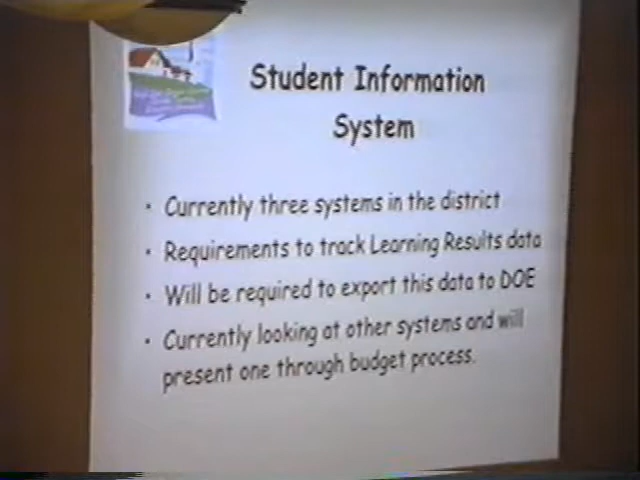 Student Information
System
· Currently three systems in the district
· Requirements to track Learning Results data
· Will be required to export this data to DOE
· Currently looking at other systems and will
present one through budget process.